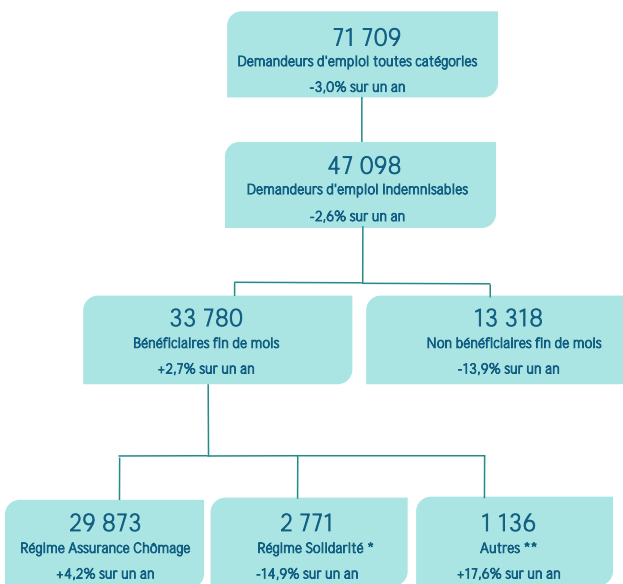 71 709
Demandeurs d'emploi toutes catégories
-3,0% sur un an
47 098
Demandeurs d'emploi Indemnisables
-2,6% sur un an
33 780
Bénéficiaires fin de mois
+2,7% sur un an
13 318
Non bénéficiaires fin de mois
-13,9% sur un an
29 873
Régime Assurance Chômage
+4,2% sur un an
2 771
Régime Solidarité *
-14,9% sur un an
1 136
Autres **
+17,6% sur un an